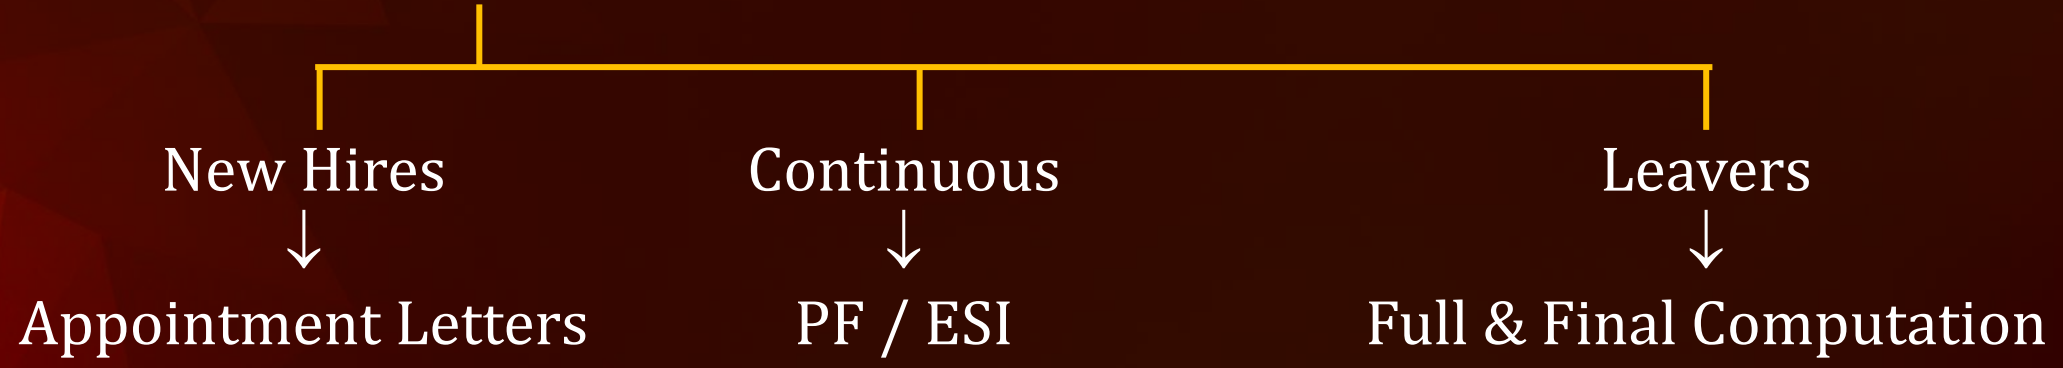 New Hires Continuous Leavers
↓ ↓ ↓
Appointment Letters PF / ESI Full & Final Computation